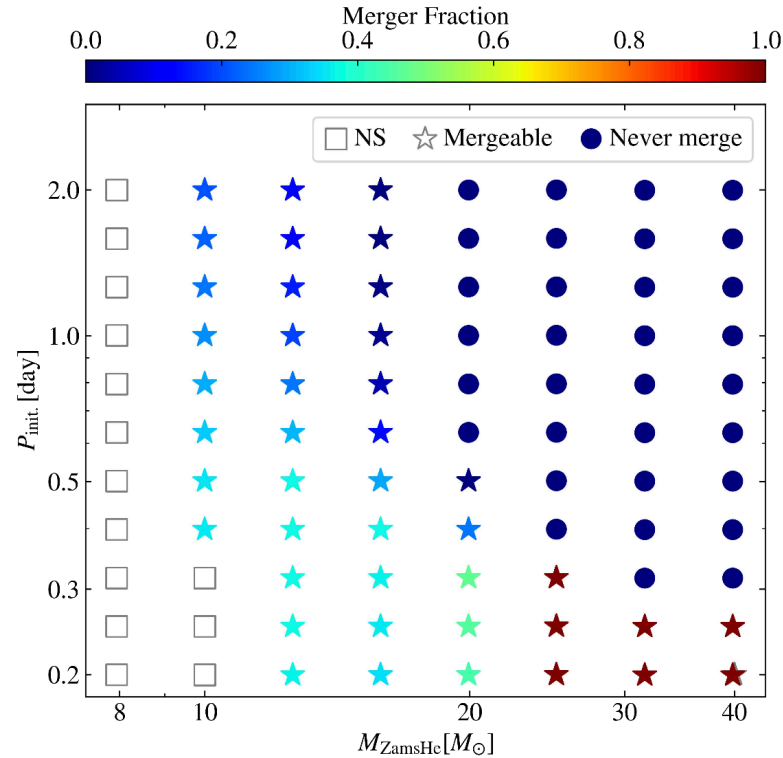 Merger Fraction
0.0 0.2 0.4 0.6 0.8 1.0
NS Mergeable Never merge
2.0
1.0
0.5
0.3
0.2
P_init. [day]
8 10 20 30 40
M_ZamsHe [M_⊙]